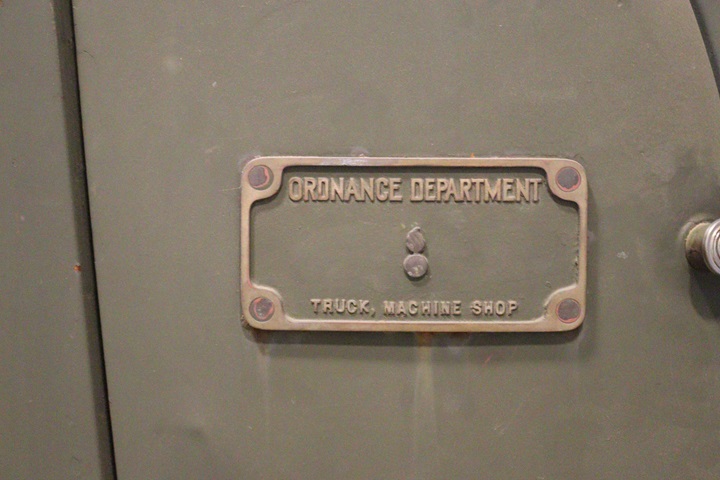 ORDNANCE DEPARTMENT
TRUCK, MACHINE SHOP